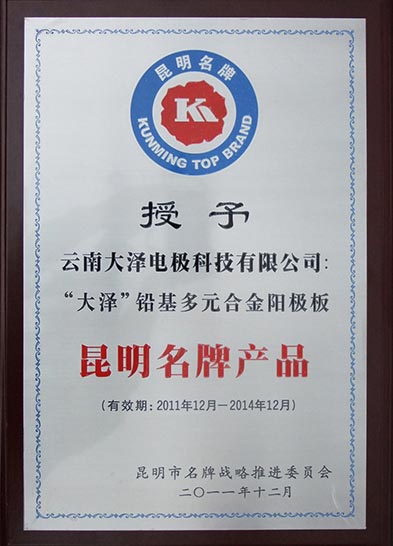 昆明名牌
K
KUNMING TOP BRAND
授予
云南大泽电极科技有限公司:
“大泽”铅基多元合金阳极板
昆明名牌产品
(有效期:2011年12月—2014年12月)
昆明市名牌战略推进委员会
二〇一一年十二月